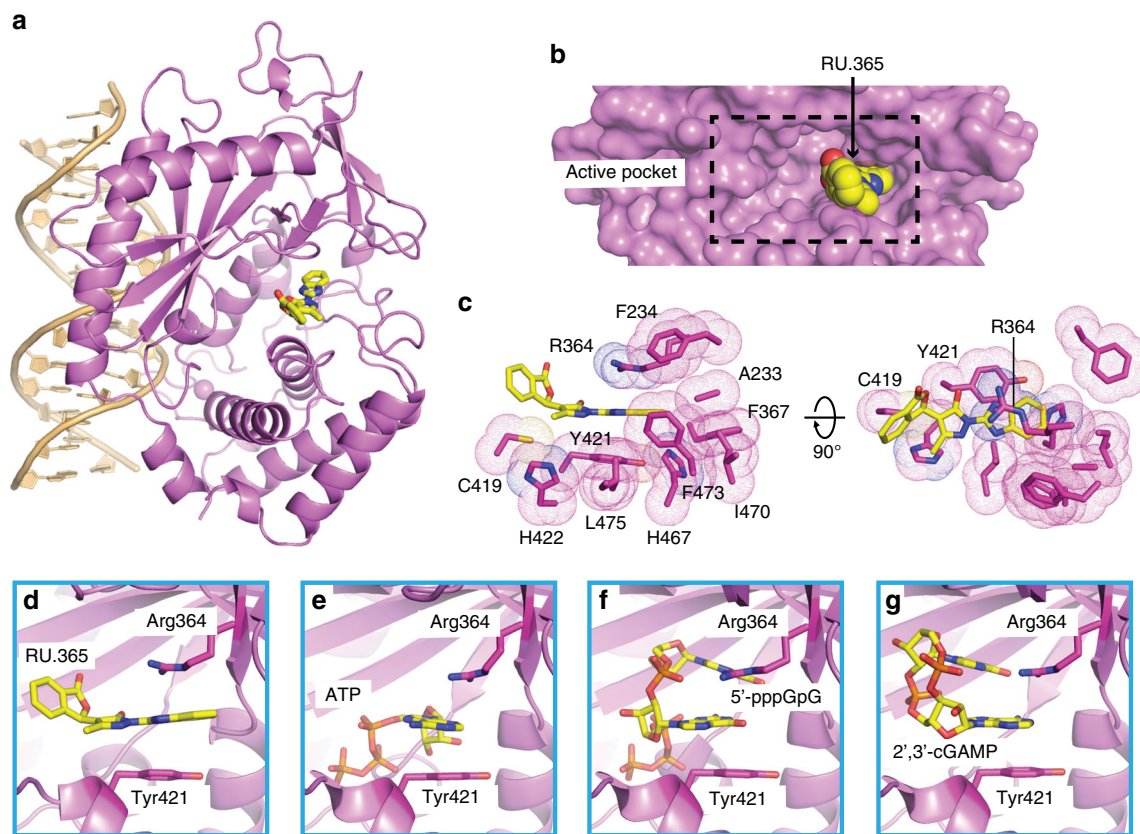 a
b
RU.365
Active pocket
c
F234
R364
A233
F367
Y421
C419
F473
I470
L475
H422
H467
90°
R364
Y421
C419
d
Arg364
RU.365
Tyr421
e
Arg364
ATP
Tyr421
f
Arg364
5'-pppGpG
Tyr421
g
Arg364
2',3'-cGAMP
Tyr421